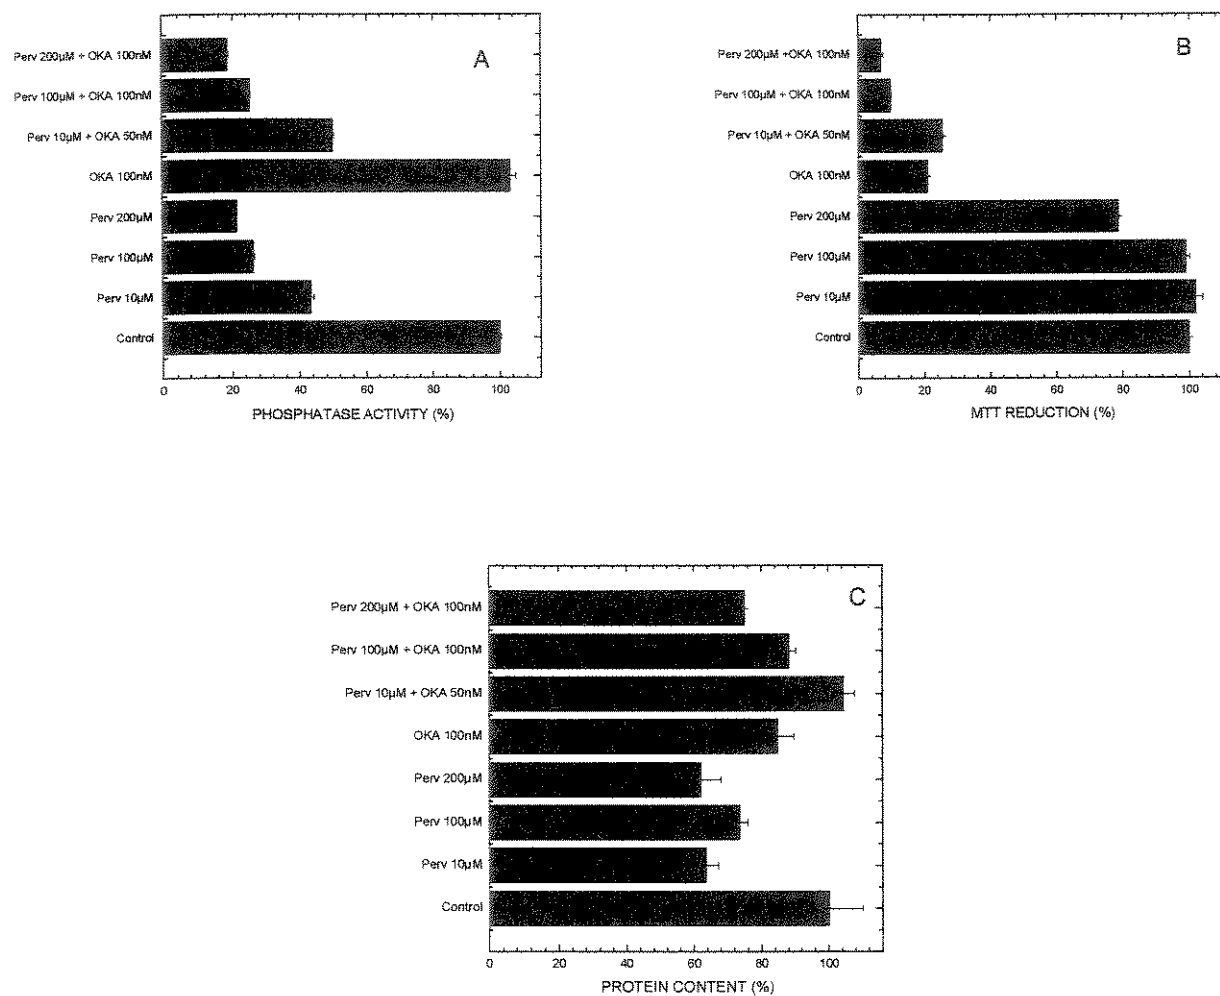 A
Perv 200µM + OKA 100nM
Perv 100µM + OKA 100nM
Perv 10µM + OKA 50nM
OKA 100nM
Perv 200µM
Perv 100µM
Perv 10µM
Control
0 20 40 60 80 100
PHOSPHATASE ACTIVITY (%)
B
Perv 200µM +OKA 100nM
Perv 100µM + OKA 100nM
Perv 10µM + OKA 50nM
OKA 100nM
Perv 200µM
Perv 100µM
Perv 10µM
Control
0 20 40 60 80 100
MTT REDUCTION (%)
C
Perv 200µM + OKA 100nM
Perv 100µM + OKA 100nM
Perv 10µM + OKA 50nM
OKA 100nM
Perv 200µM
Perv 100µM
Perv 10µM
Control
0 20 40 60 80 100
PROTEIN CONTENT (%)